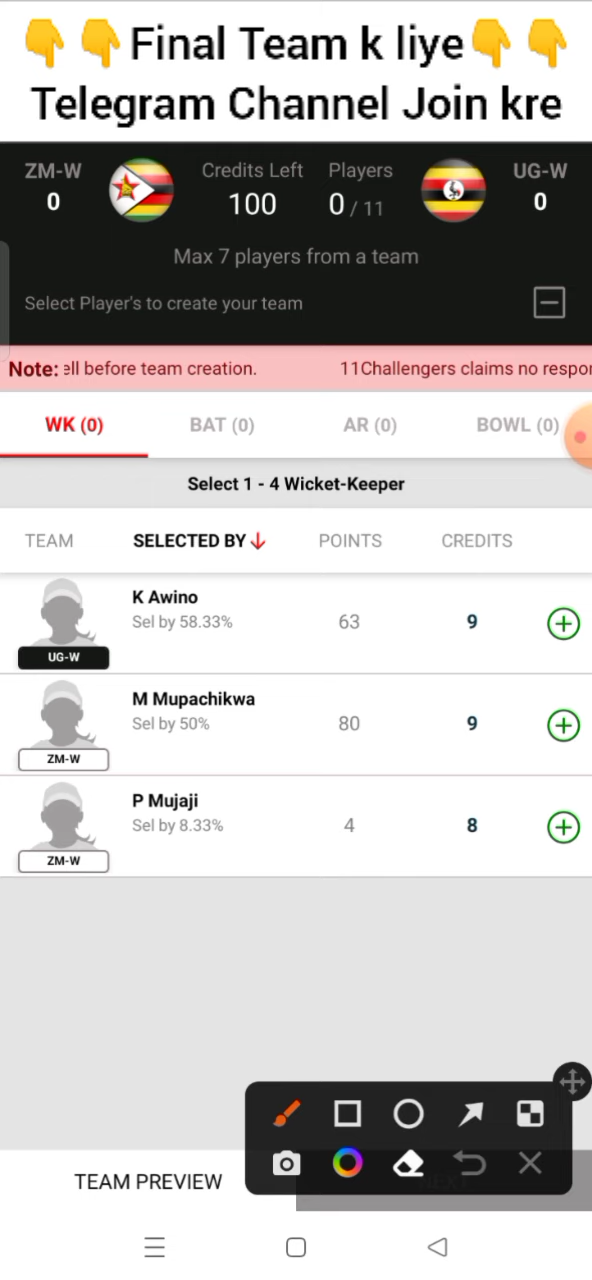 👇👇Final Team k liye👇👇
Telegram Channel Join kre
ZM-W Credits Left Players UG-W
0 100 0 / 11 0
Max 7 players from a team
Select Player's to create your team
Note: ell before team creation. 11Challengers claims no respor
WK (0) BAT (0) AR (0) BOWL (0)
Select 1 - 4 Wicket-Keeper
TEAM SELECTED BY POINTS CREDITS
K Awino
Sel by 58.33% 63 9
UG-W
M Mupachikwa
Sel by 50% 80 9
ZM-W
P Mujaji
Sel by 8.33% 4 8
ZM-W
TEAM PREVIEW